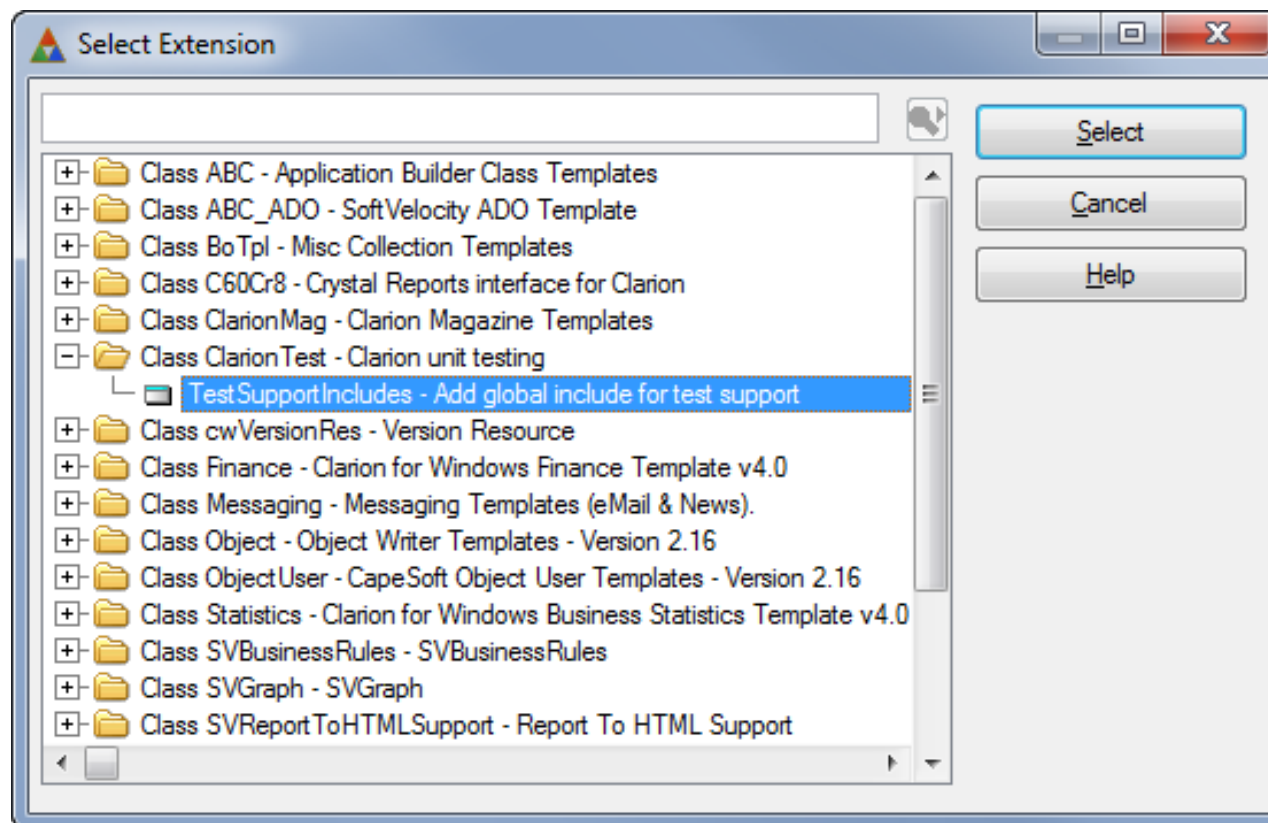 Select Extension
Select
Class ABC - Application Builder Class Templates
Class ABC_ADO - SoftVelocity ADO Template
Cancel
Class BoTpl - Misc Collection Templates
Class C60Cr8 - Crystal Reports interface for Clarion
Help
Class ClarionMag - Clarion Magazine Templates
Class ClarionTest - Clarion unit testing
TestSupportIncludes - Add global include for test support
Class cwVersionRes - Version Resource
Class Finance - Clarion for Windows Finance Template v4.0
Class Messaging - Messaging Templates (eMail & News).
Class Object - Object Writer Templates - Version 2.16
Class ObjectUser - CapeSoft Object User Templates - Version 2.16
Class Statistics - Clarion for Windows Business Statistics Template v4.0
Class SVBusinessRules - SVBusinessRules
Class SVGraph - SVGraph
Class SVReportToHTMLSupport - Report To HTML Support